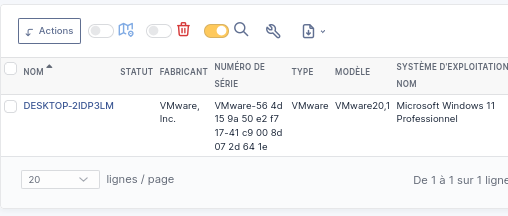 Actions
NOM STATUT FABRICANT NUMÉRO DE SÉRIE TYPE MODÈLE SYSTÈME D'EXPLOITATION NOM
DESKTOP-2IDP3LM VMware, Inc. VMware-56 4d 15 9a 50 e2 f7 17-41 c9 00 8d 07 2d 64 1e VMware VMware20,1 Microsoft Windows 11 Professionnel
20 lignes / page De 1 à 1 sur 1 ligne